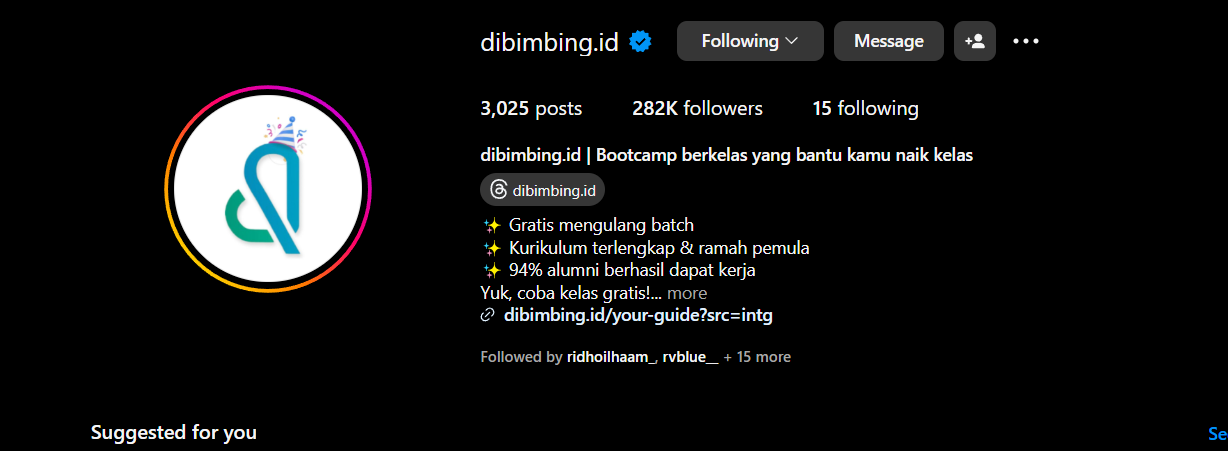 dibimbing.id
Following
Message
3,025 posts
282K followers
15 following
dibimbing.id | Bootcamp berkelas yang bantu kamu naik kelas
dibimbing.id
✨ Gratis mengulang batch
✨ Kurikulum terlengkap & ramah pemula
✨ 94% alumni berhasil dapat kerja
Yuk, coba kelas gratis!... more
dibimbing.id/your-guide?src=intg
Followed by ridhoilhaam_, rvblue__ + 15 more
Suggested for you
Se